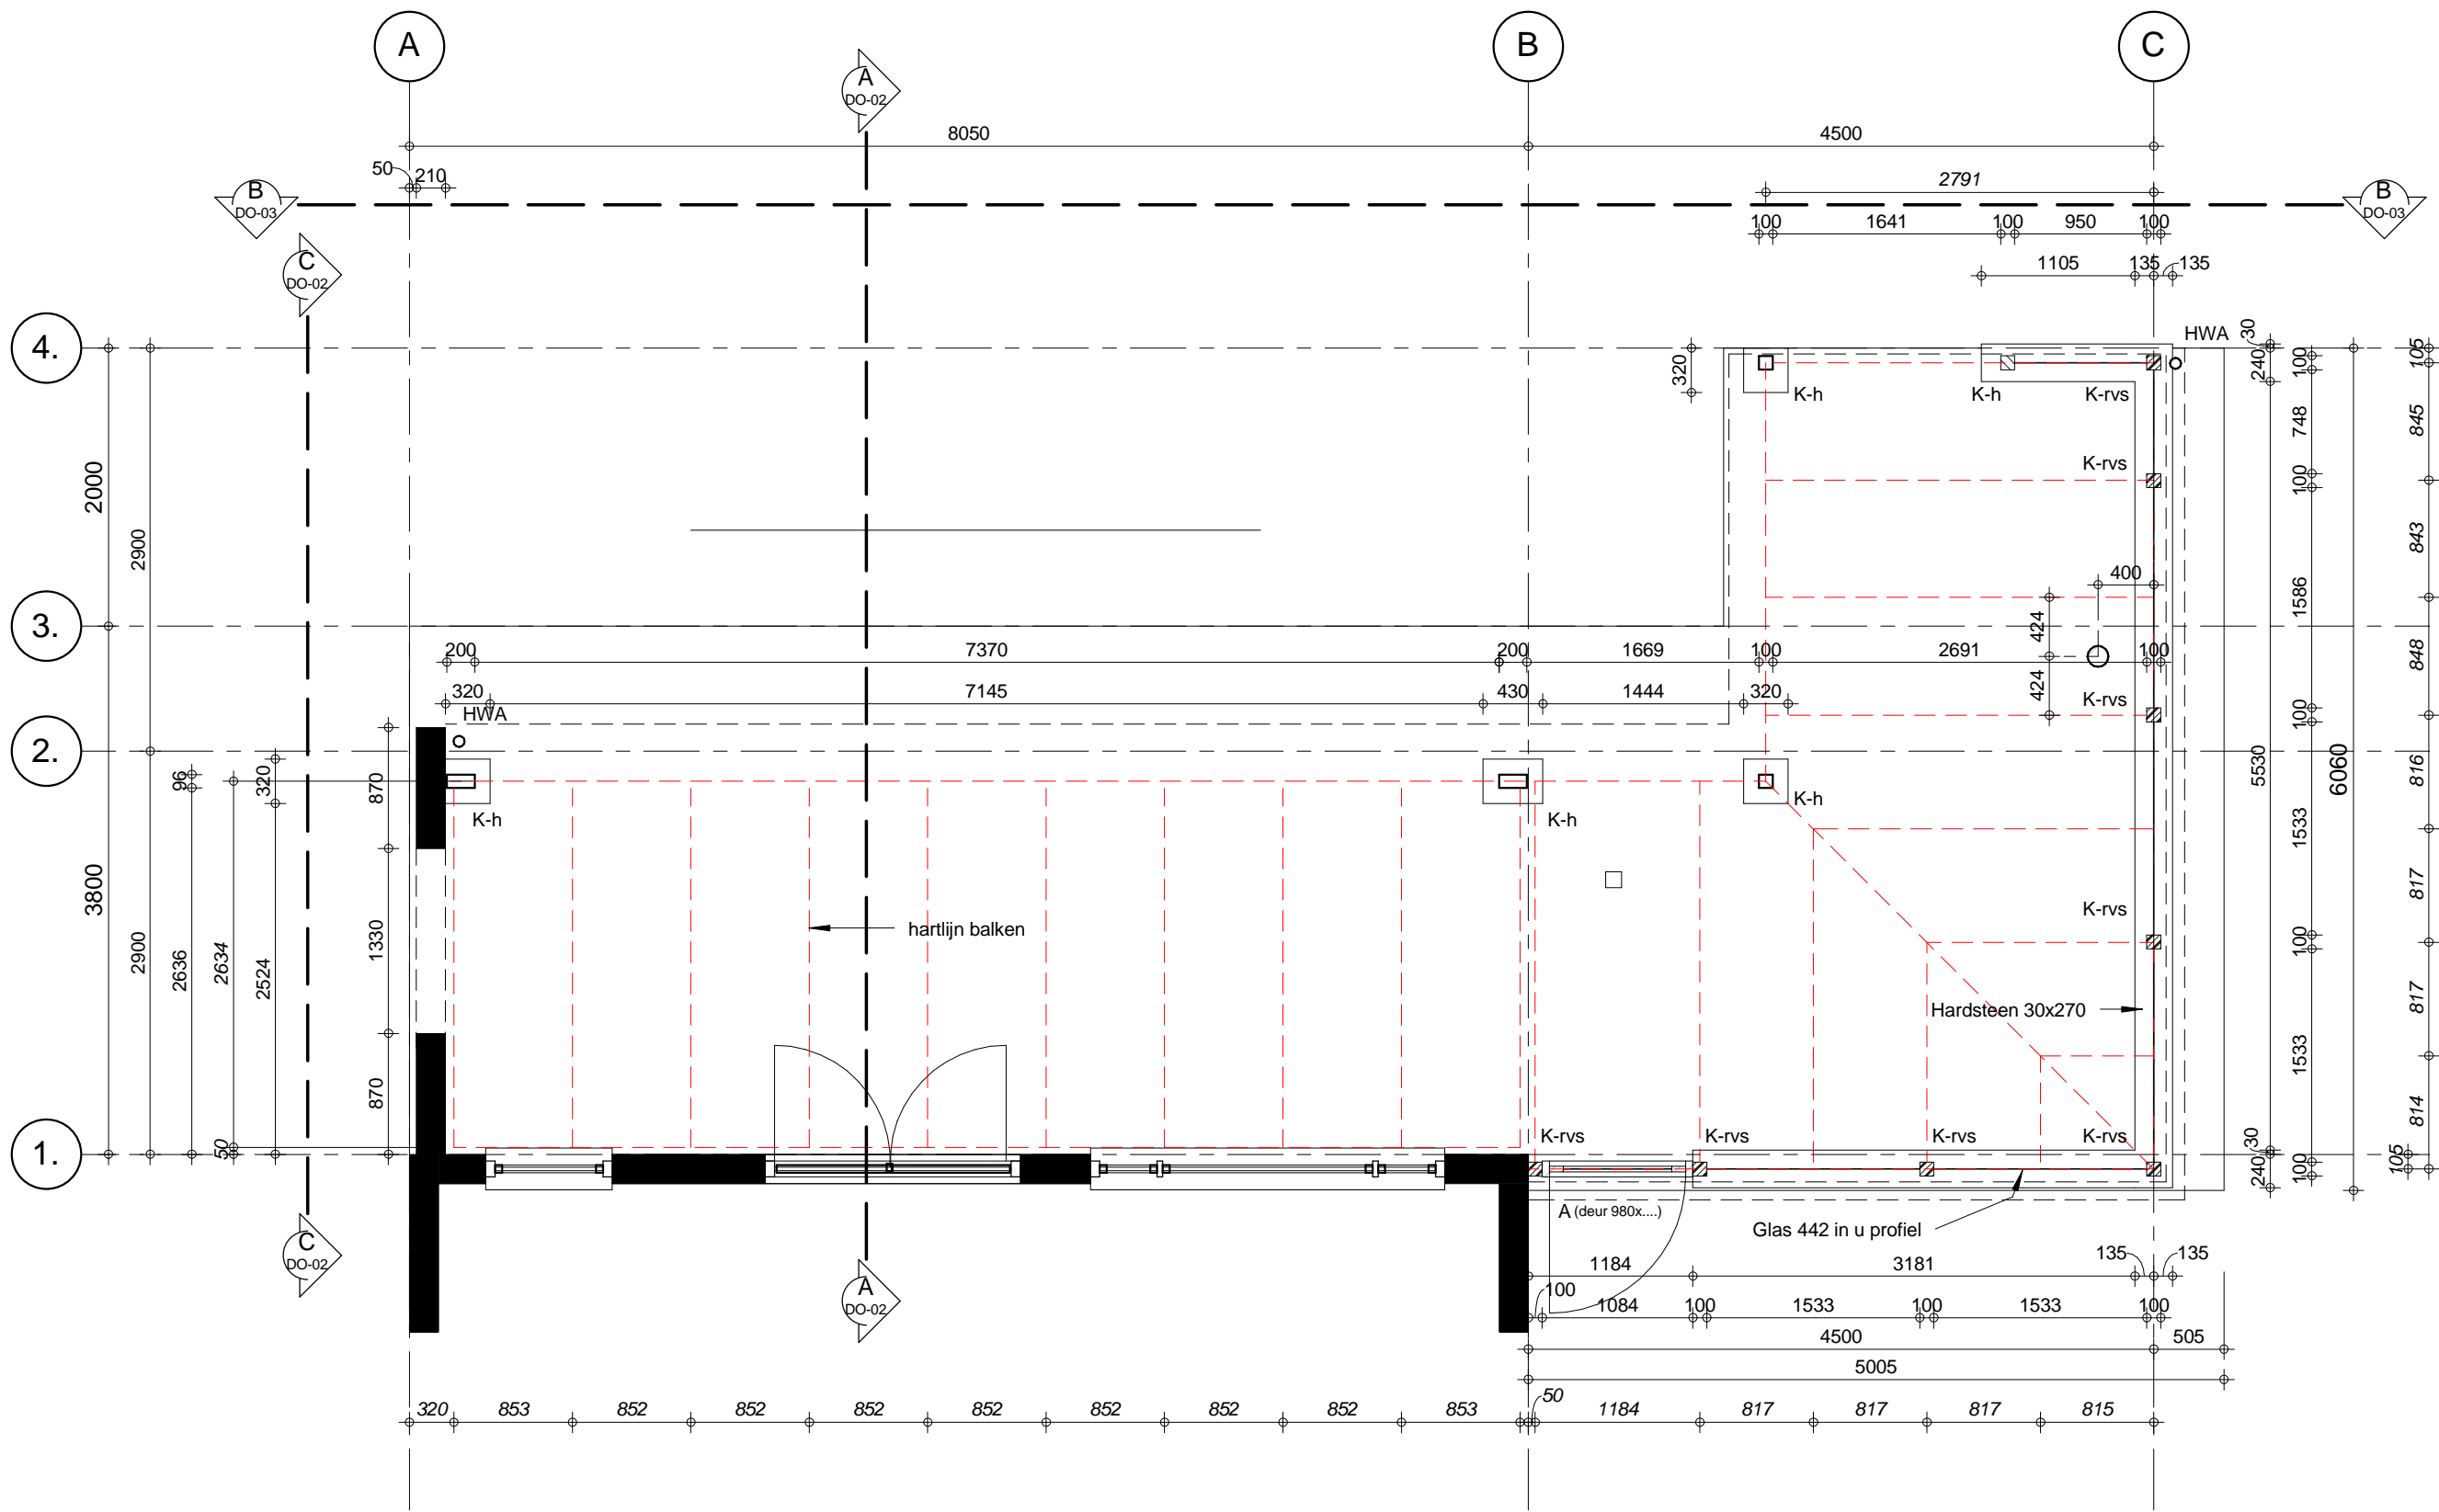 A
B
C
A
DO-02
8050
4500
50
210
2791
B
DO-03
B
DO-03
100
1641
100
950
100
C
DO-02
1105
135
135
4.
HWA
30
240
100
105
320
K-h
K-h
K-rvs
748
845
K-rvs
100
2000
2900
843
400
1586
424
3.
200
7370
200
1669
100
2691
100
848
424
320
7145
430
1444
320
K-rvs
100
HWA
2.
96
320
870
5530
6060
816
K-h
K-h
K-h
1533
3800
817
K-rvs
hartlijn balken
1330
100
2900
2636
2634
2524
Hardsteen 30x270
817
1533
870
814
1.
50
K-rvs
K-rvs
K-rvs
K-rvs
30
240
100
105
A (deur 980x....)
Glas 442 in u profiel
C
DO-02
1184
3181
135
135
A
DO-02
100
1084
100
1533
100
1533
100
4500
505
5005
320
853
852
852
852
852
852
852
852
853
50
1184
817
817
817
815